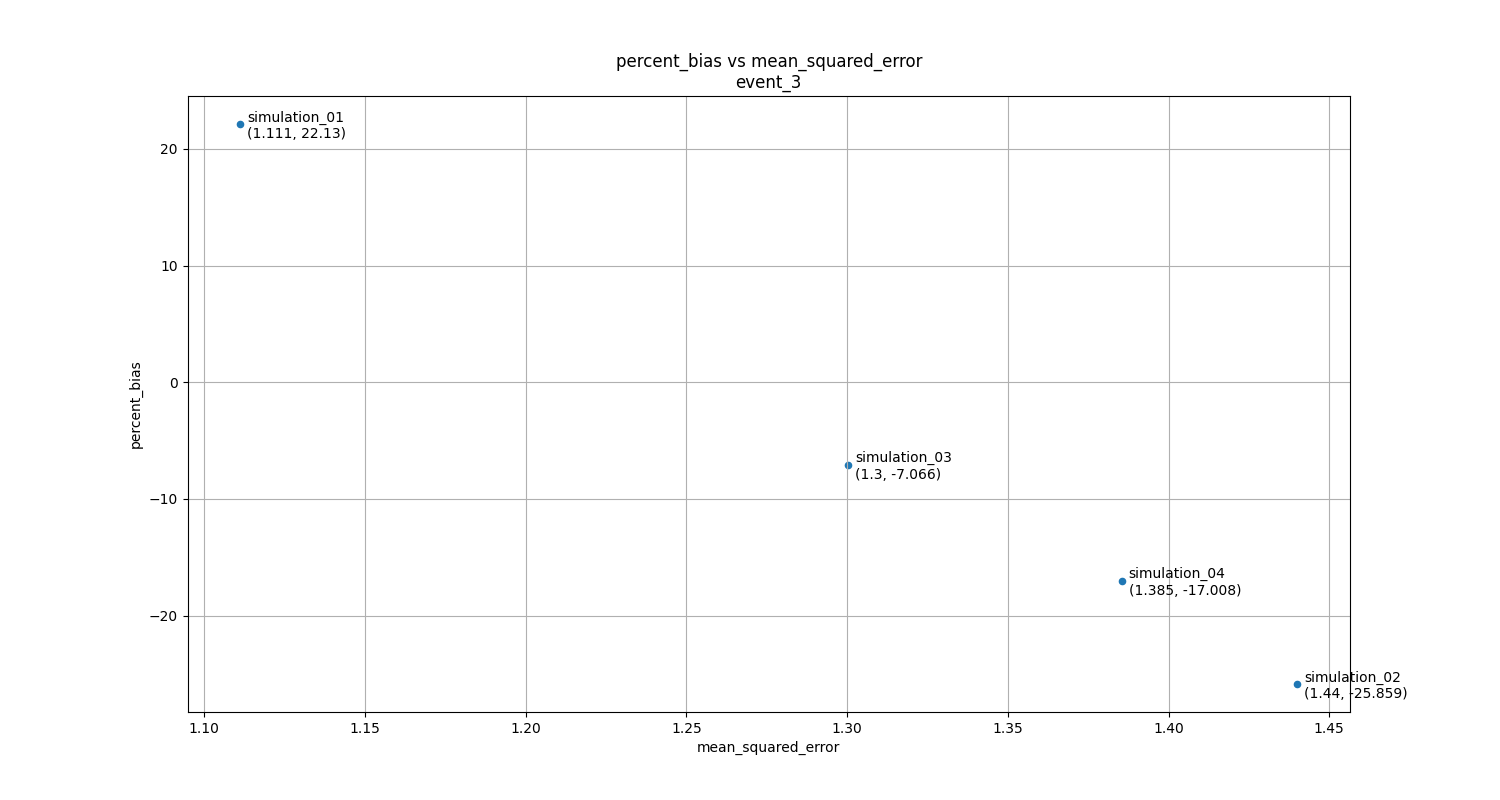 percent_bias vs mean_squared_error
event_3
simulation_01
(1.111, 22.13)
20
10
percent_bias
0
simulation_03
(1.3, -7.066)
−10
simulation_04
(1.385, -17.008)
−20
simulation_02
(1.44, -25.859)
1.10 1.15 1.20 1.25 1.30 1.35 1.40 1.45
mean_squared_error